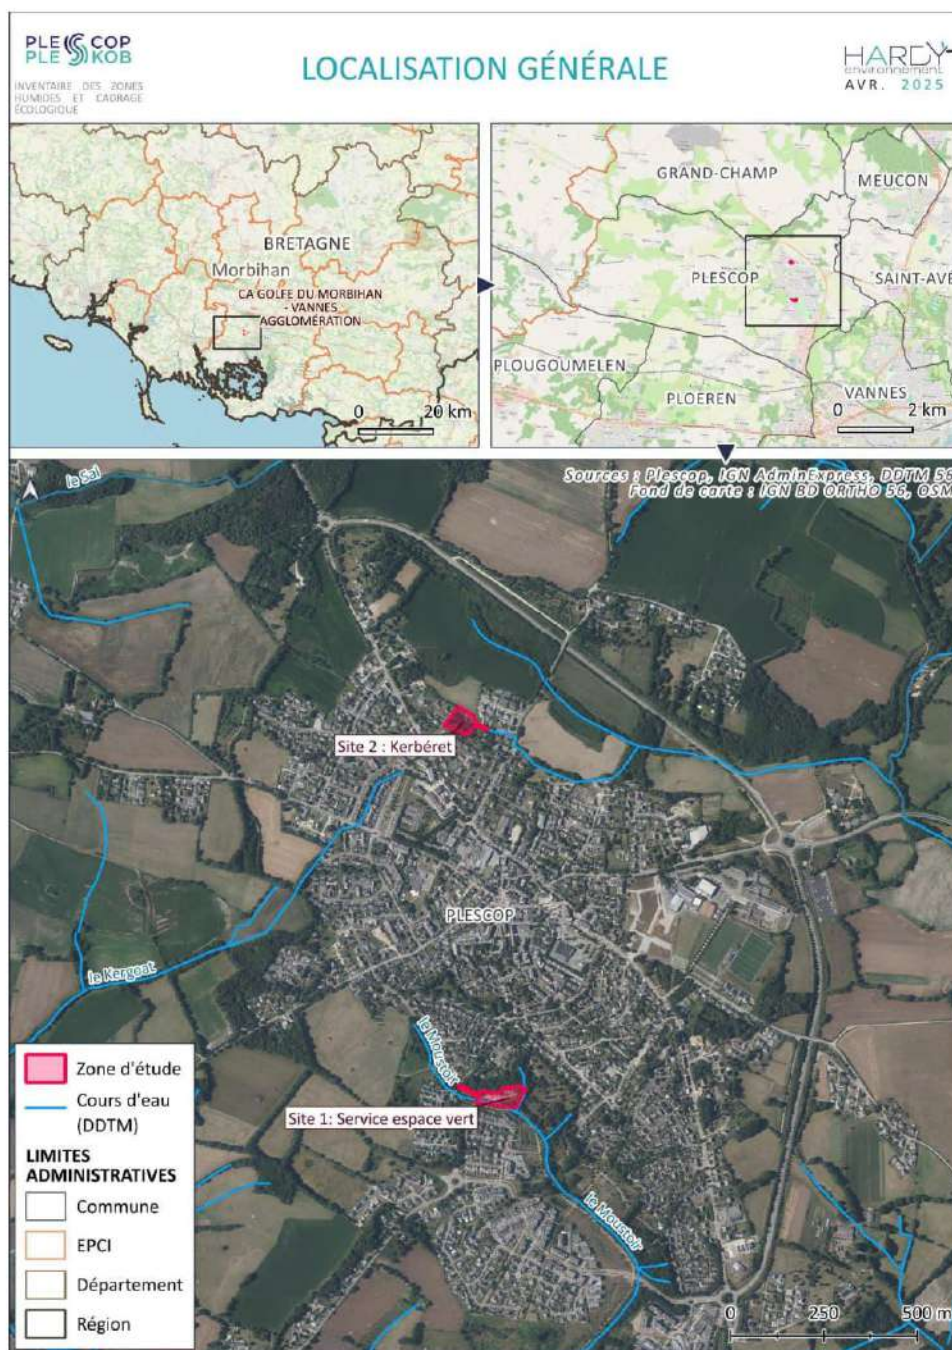 PLESCOP
PLESKOB
INVENTAIRE DES ZONES
HUMIDES ET CADRAGE
ÉCOLOGIQUE
LOCALISATION GÉNÉRALE
HARDY
environnement
AVR. 2025
BRETAGNE
Morbihan
CA GOLFE DU MORBIHAN
- VANNES
AGGLOMÉRATION
0 20 km
GRAND-CHAMP
MEUCON
PLESCOP
SAINT-AVÉ
PLOUGOUMELEN
PLOEREN
VANNES
0 2 km
Sources : Plescop, IGN AdminExpress, DDTM 56
Fond de carte : IGN BD ORTHO 56, OSM
N
le Sal
Site 2 : Kerbéret
PLESCOP
le Kergoat
le Moustoir
Site 1: Service espace vert
le Moustoir
Zone d'étude
Cours d'eau
(DDTM)
LIMITES
ADMINISTRATIVES
Commune
EPCI
Département
Région
0 250 500 m